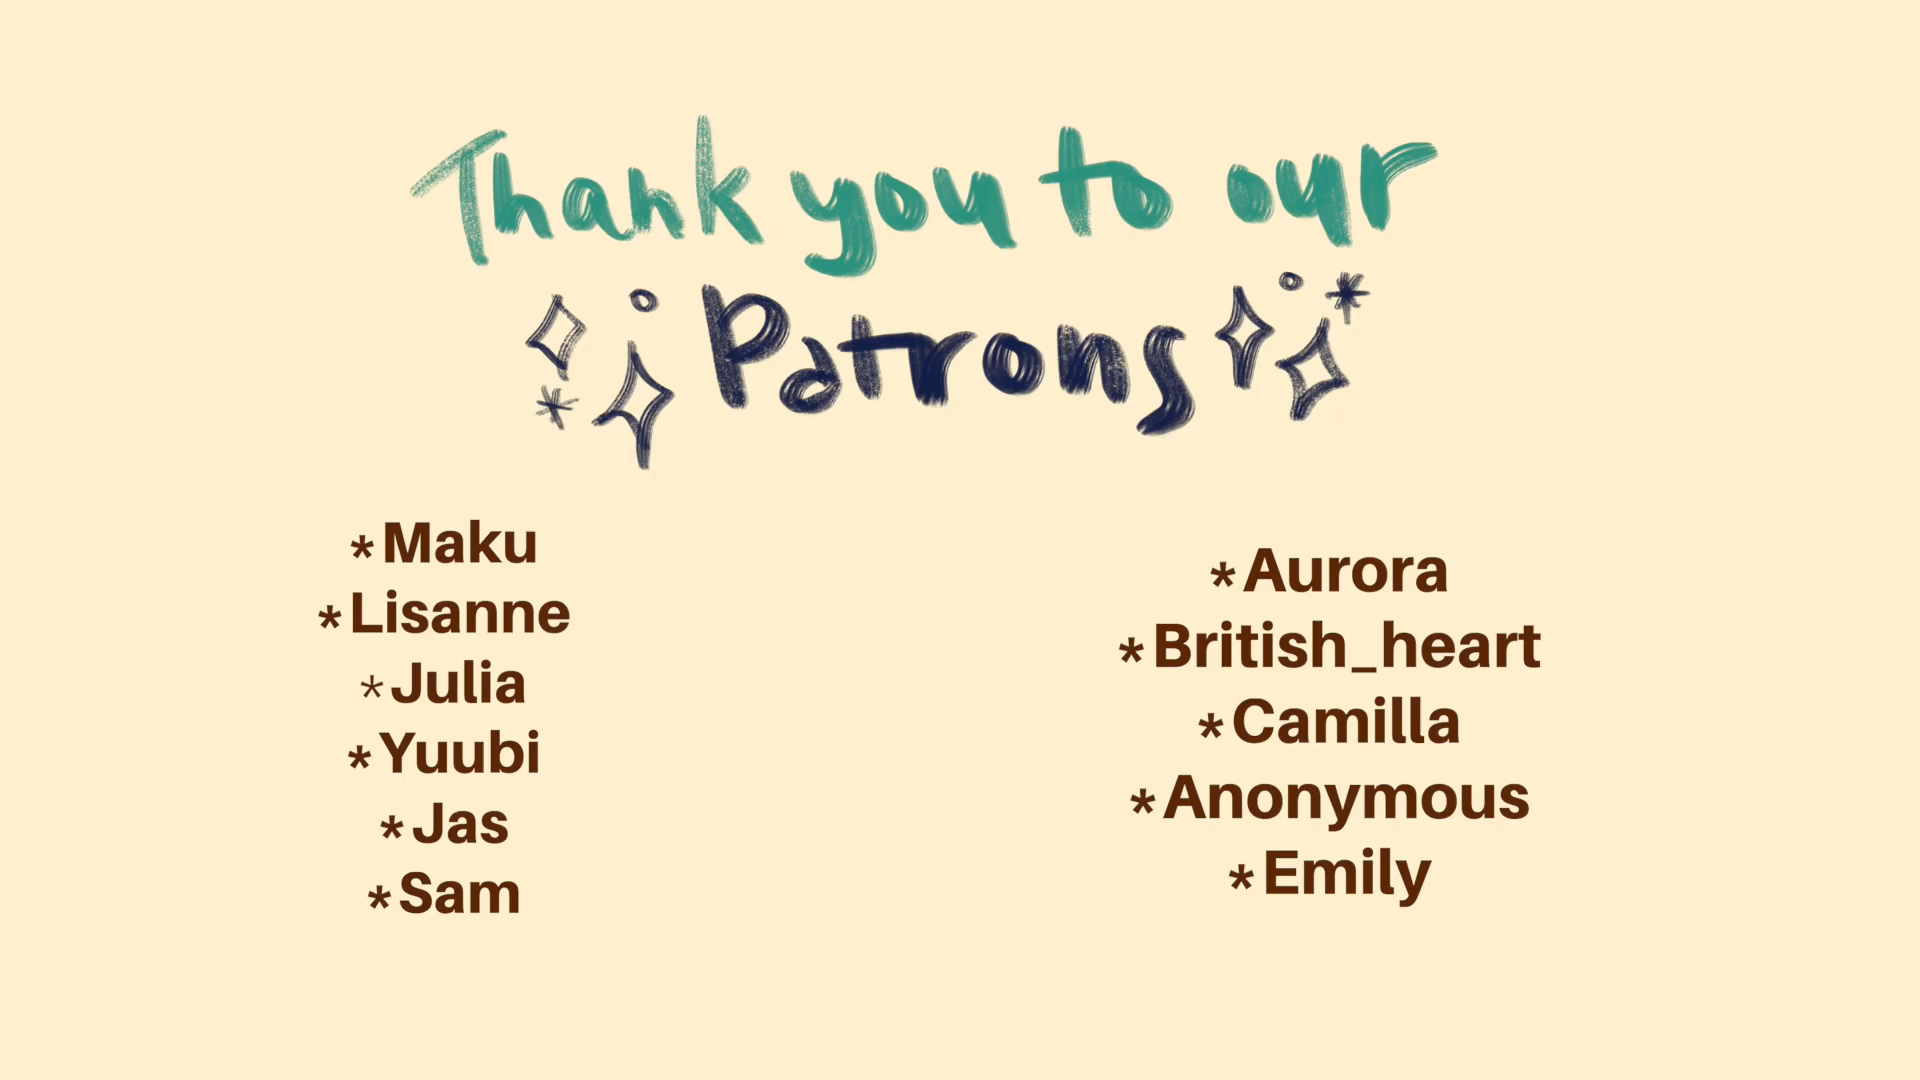 Thank you to our
Patrons
*Maku
*Lisanne
*Julia
*Yuubi
*Jas
*Sam
*Aurora
*British_heart
*Camilla
*Anonymous
*Emily